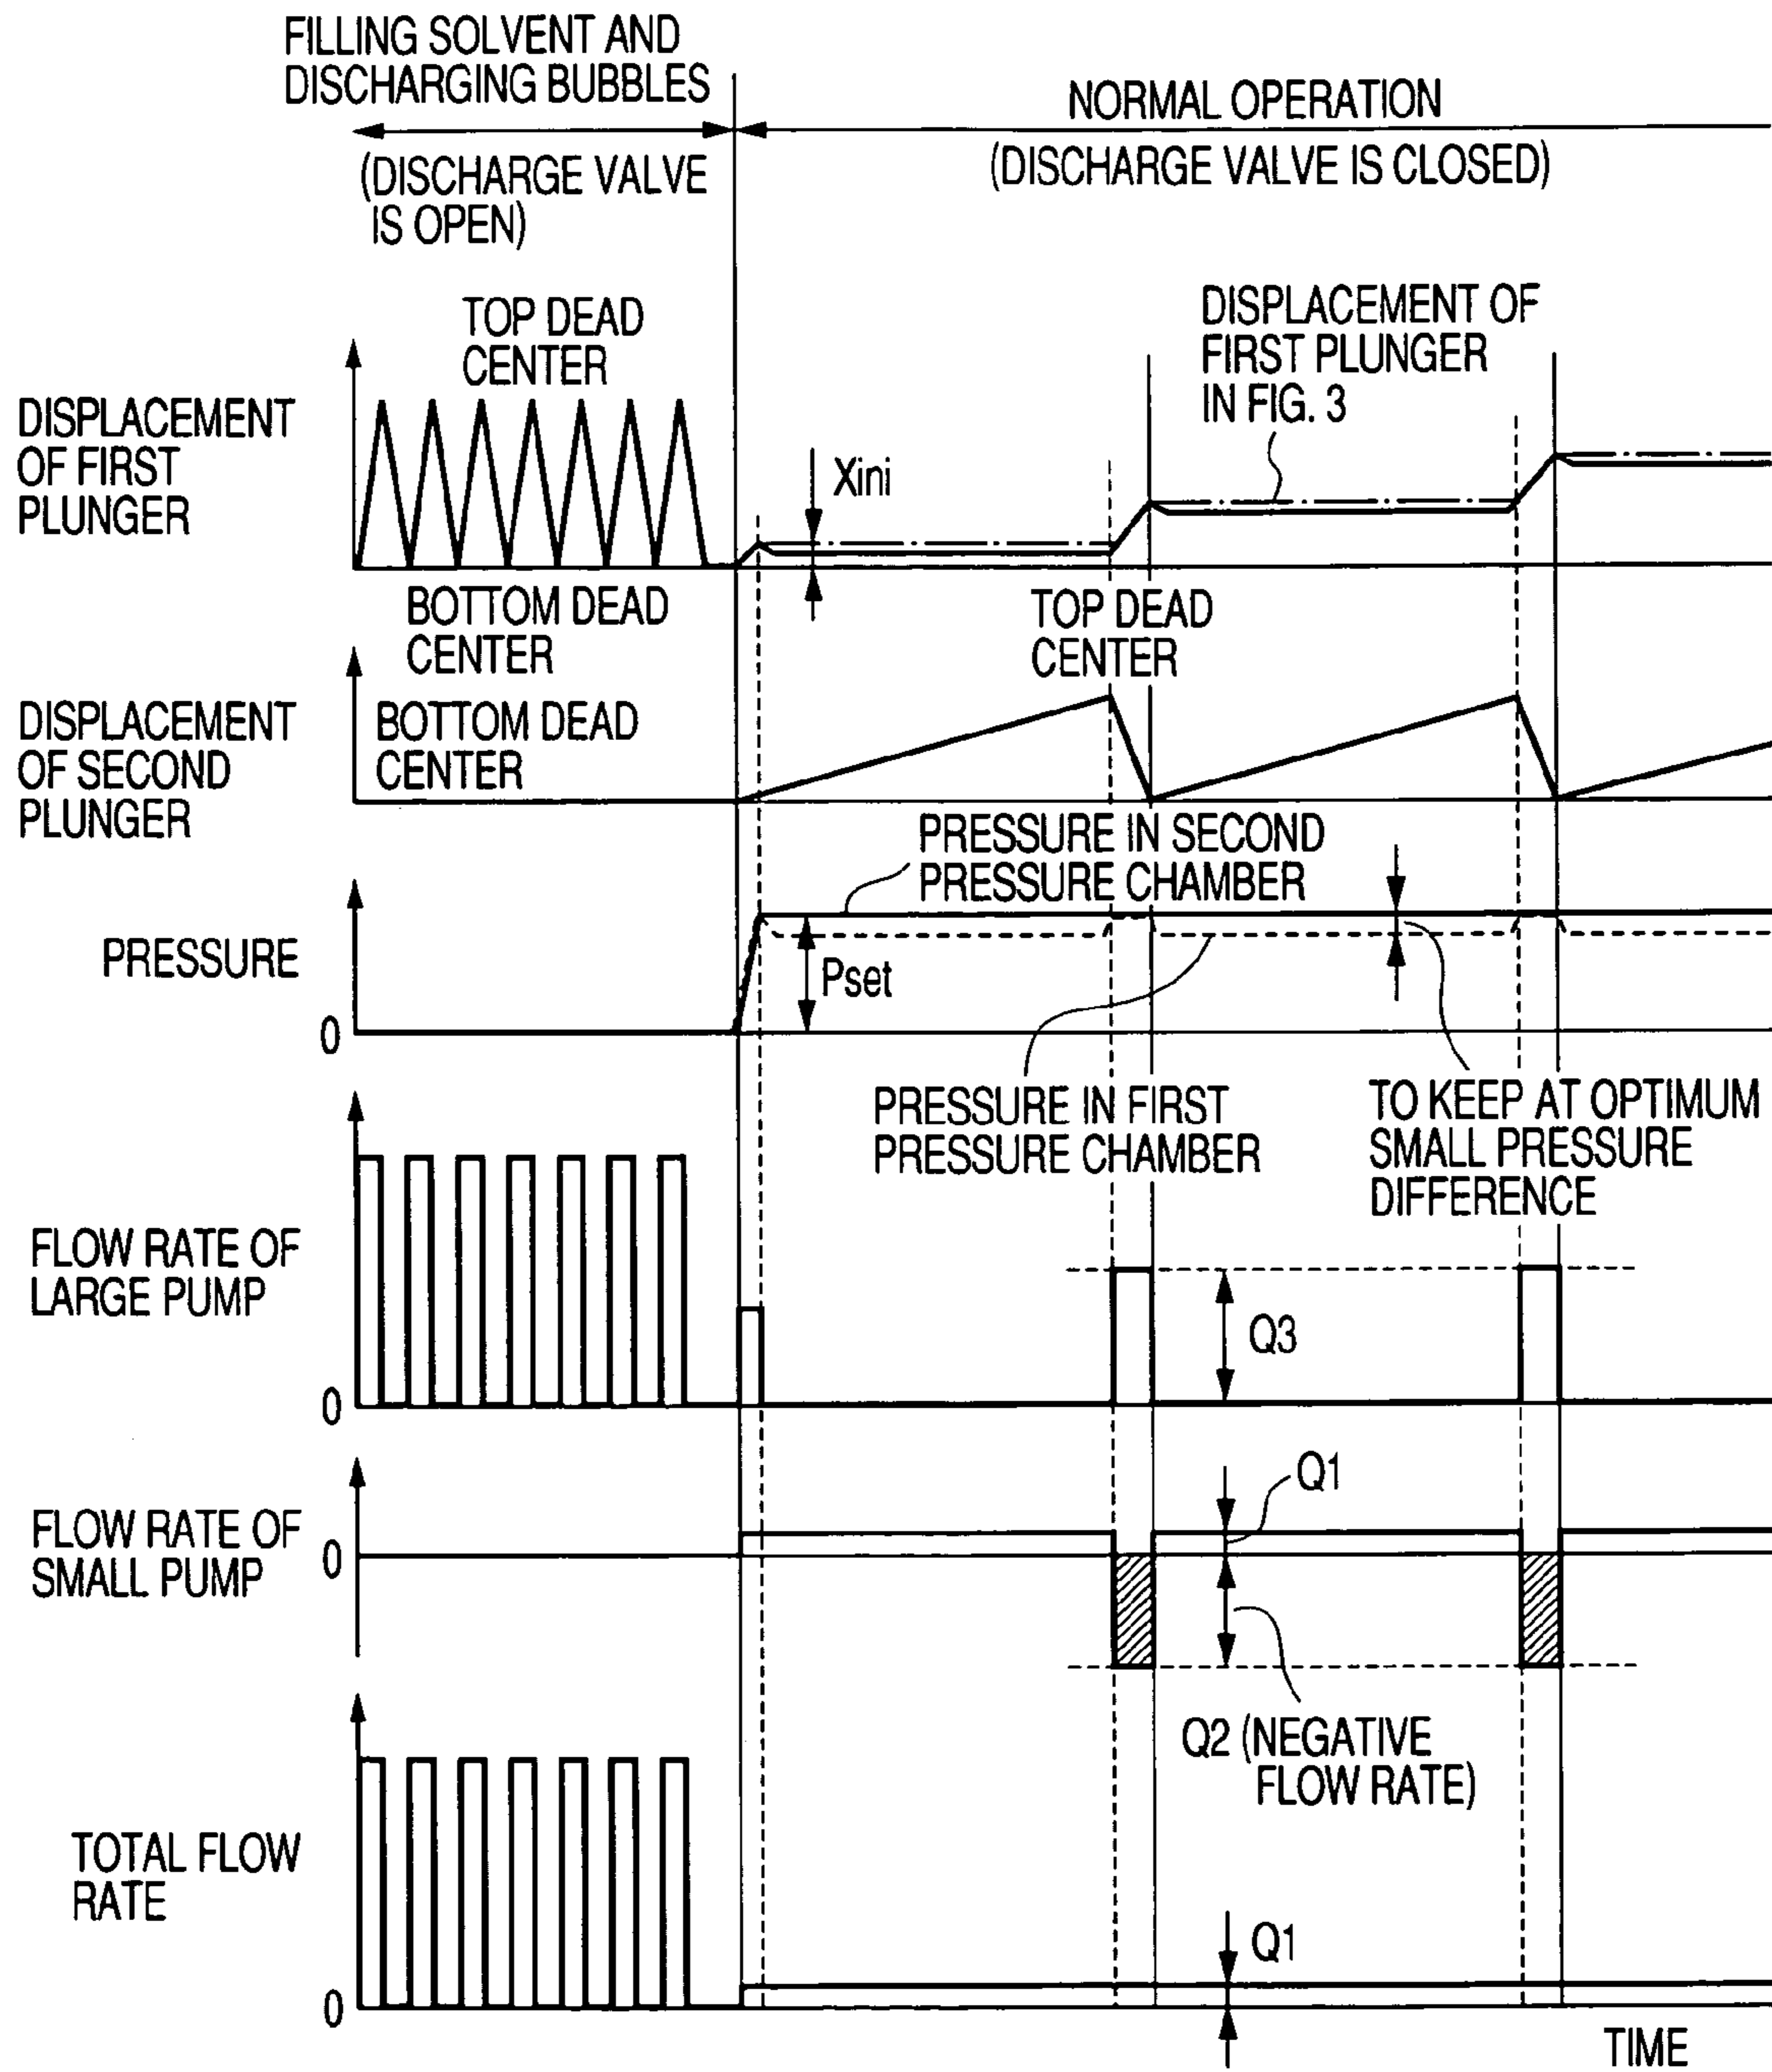 FILLING SOLVENT AND
DISCHARGING BUBBLES
NORMAL OPERATION
(DISCHARGE VALVE
IS OPEN)
(DISCHARGE VALVE IS CLOSED)
TOP DEAD
CENTER
DISPLACEMENT OF
FIRST PLUNGER
IN FIG. 3
DISPLACEMENT
OF FIRST
PLUNGER
Xini
BOTTOM DEAD
CENTER
TOP DEAD
CENTER
DISPLACEMENT
OF SECOND
PLUNGER
BOTTOM DEAD
CENTER
PRESSURE IN SECOND
PRESSURE CHAMBER
PRESSURE
Pset
0
PRESSURE IN FIRST
PRESSURE CHAMBER
TO KEEP AT OPTIMUM
SMALL PRESSURE
DIFFERENCE
FLOW RATE OF
LARGE PUMP
Q3
0
Q1
FLOW RATE OF
SMALL PUMP
0
Q2 (NEGATIVE
FLOW RATE)
TOTAL FLOW
RATE
Q1
0
TIME